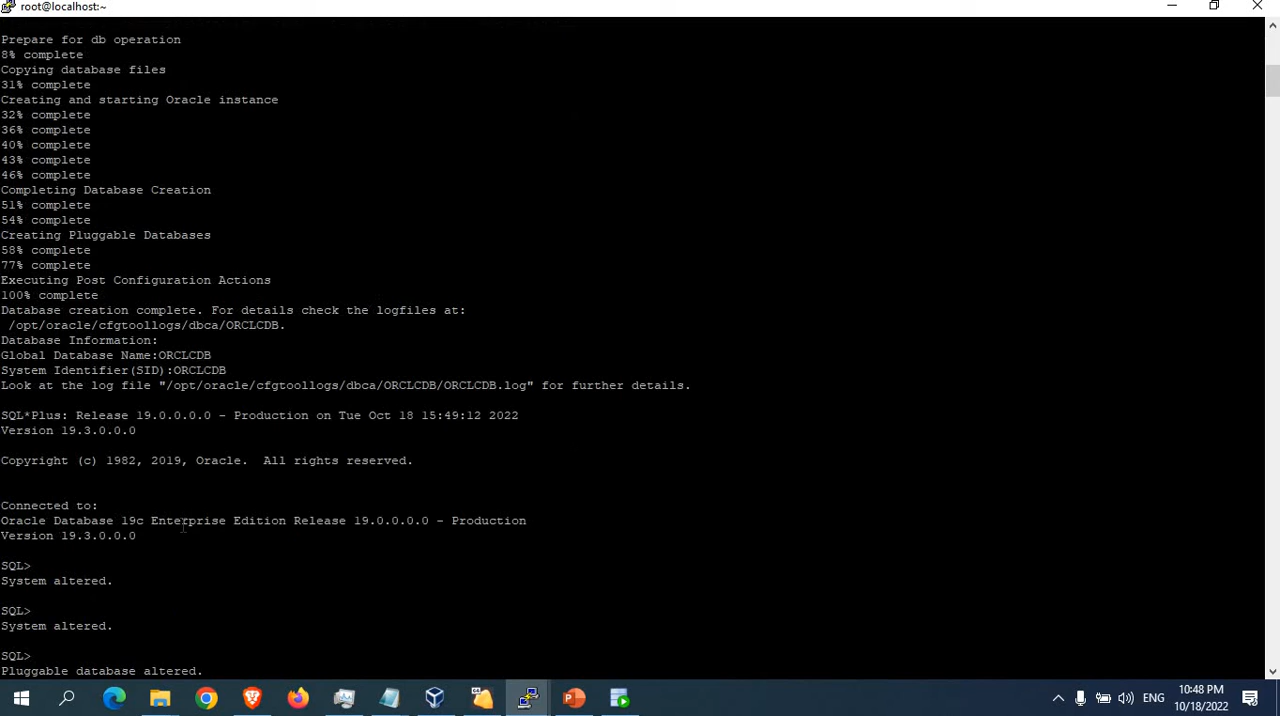 root@localhost:~
Prepare for db operation
8% complete
Copying database files
31% complete
Creating and starting Oracle instance
32% complete
36% complete
40% complete
43% complete
46% complete
Completing Database Creation
51% complete
54% complete
Creating Pluggable Databases
58% complete
77% complete
Executing Post Configuration Actions
100% complete
Database creation complete. For details check the logfiles at:
 /opt/oracle/cfgtoollogs/dbca/ORCLCDB.
Database Information:
Global Database Name:ORCLCDB
System Identifier(SID):ORCLCDB
Look at the log file "/opt/oracle/cfgtoollogs/dbca/ORCLCDB/ORCLCDB.log" for further details.
SQL*Plus: Release 19.0.0.0.0 - Production on Tue Oct 18 15:49:12 2022
Version 19.3.0.0.0
Copyright (c) 1982, 2019, Oracle.  All rights reserved.
Connected to:
Oracle Database 19c Enterprise Edition Release 19.0.0.0.0 - Production
Version 19.3.0.0.0
SQL>
System altered.
SQL>
System altered.
SQL>
Pluggable database altered.
ENG
10:48 PM
10/18/2022